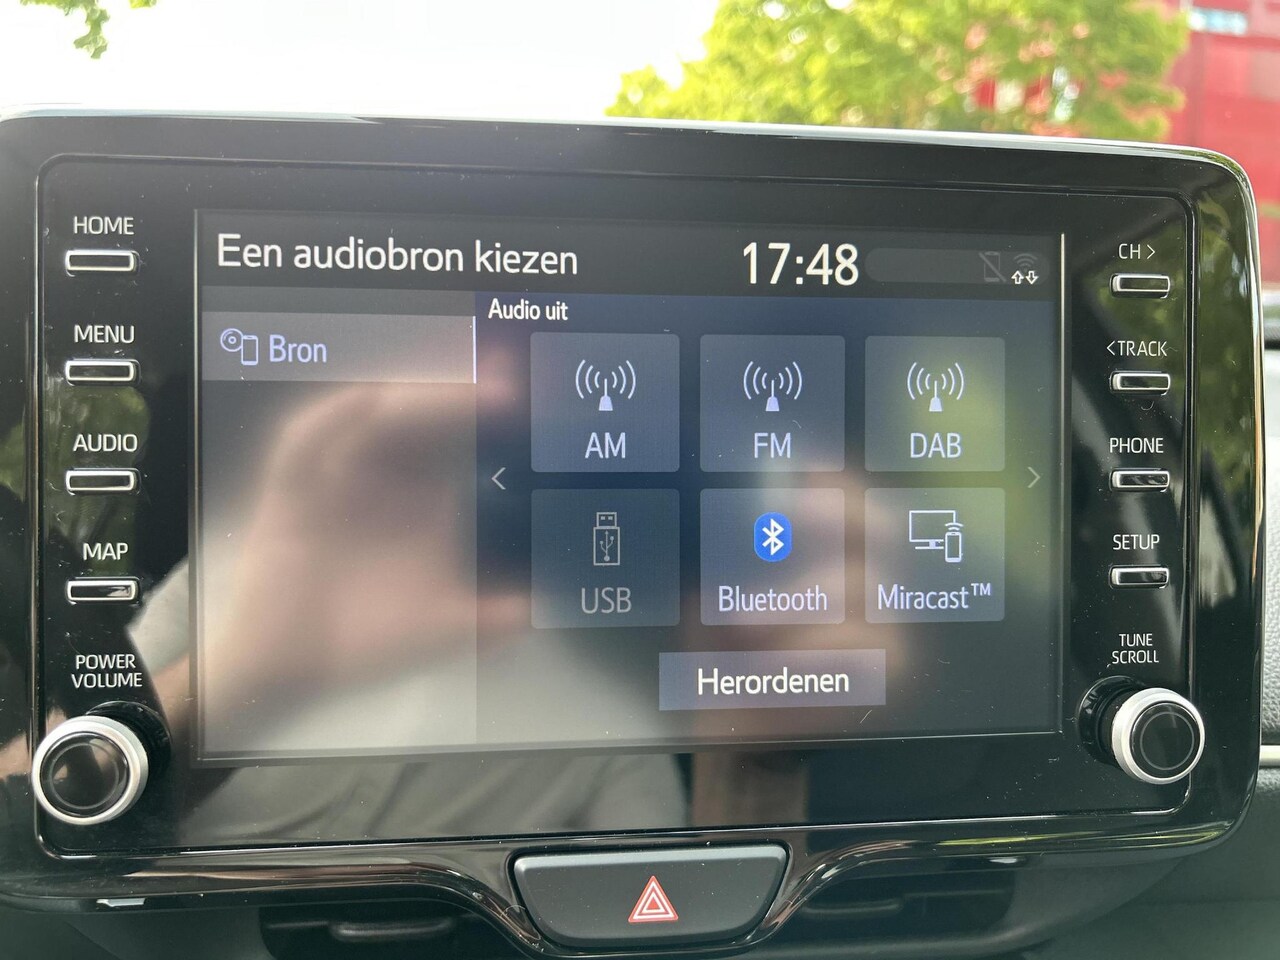 HOME
MENU
AUDIO
MAP
POWER
VOLUME
Een audiobron kiezen
17:48
Bron
Audio uit
AM
FM
DAB
USB
Bluetooth
Miracast™
Herordenen
CH >
<TRACK
PHONE
SETUP
TUNE
SCROLL